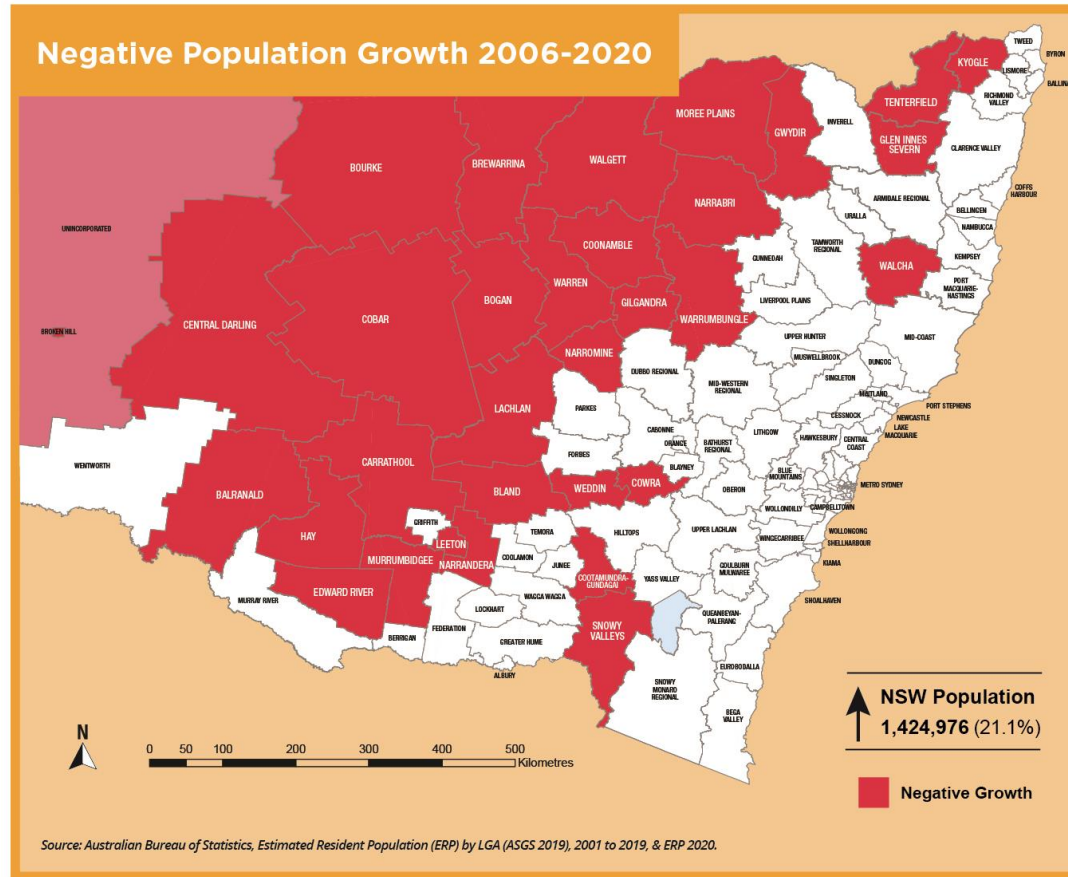 Negative Population Growth 2006-2020
TWEED
BYRON
KYOGLE
LISMORE
BALLINA
TENTERFIELD
RICHMOND
VALLEY
MOREE PLAINS
GWYDIR
INVERELL
GLEN INNES
SEVERN
CLARENCE VALLEY
BOURKE
BREWARRINA
WALGETT
NARRABRI
ARMIDALE REGIONAL
COFFS
HARBOUR
URALLA
BELLINGEN
NAMBUCCA
UNINCORPORATED
COONAMBLE
TAMWORTH
REGIONAL
GUNNEDAH
WALCHA
KEMPSEY
WARREN
PORT
MACQUARIE-
HASTINGS
BOGAN
GILGANDRA
LIVERPOOL PLAINS
CENTRAL DARLING
COBAR
WARRUMBUNGLE
BROKEN HILL
UPPER HUNTER
MID-COAST
NARROMINE
MUSWELLBROOK
DUNGOG
DUBBO REGIONAL
SINGLETON
MID-WESTERN
REGIONAL
MAITLAND
LACHLAN
PARKES
PORT STEPHENS
CESSNOCK
NEWCASTLE
LAKE
MACQUARIE
CABONNE
LITHGOW
HAWKESBURY
CENTRAL
COAST
ORANGE
BATHURST
REGIONAL
FORBES
WENTWORTH
CARRATHOOL
BLAYNEY
BLUE
MOUNTAINS
BALRANALD
BLAND
WEDDIN
COWRA
OBERON
METRO SYDNEY
WOLLONDILLY
CAMPBELLTOWN
GRIFFITH
HAY
LEETON
TEMORA
HILLTOPS
UPPER LACHLAN
WOLLONGONG
WINGECARRIBEE
SHELLHARBOUR
MURRUMBIDGEE
NARRANDERA
COOLAMON
JUNEE
KIAMA
COOTAMUNDRA-
GUNDAGAI
YASS VALLEY
GOULBURN
MULWAREE
EDWARD RIVER
MURRAY RIVER
WAGGA WAGGA
SHOALHAVEN
LOCKHART
QUEANBEYAN-
PALERANG
SNOWY
VALLEYS
FEDERATION
BERRIGAN
GREATER HUME
EUROBODALLA
ALBURY
SNOWY
MONARO
REGIONAL
BEGA
VALLEY
NSW Population
1,424,976 (21.1%)
Negative Growth
N
0 50 100 200 300 400 500
Kilometres
Source: Australian Bureau of Statistics, Estimated Resident Population (ERP) by LGA (ASGS 2019), 2001 to 2019, & ERP 2020.